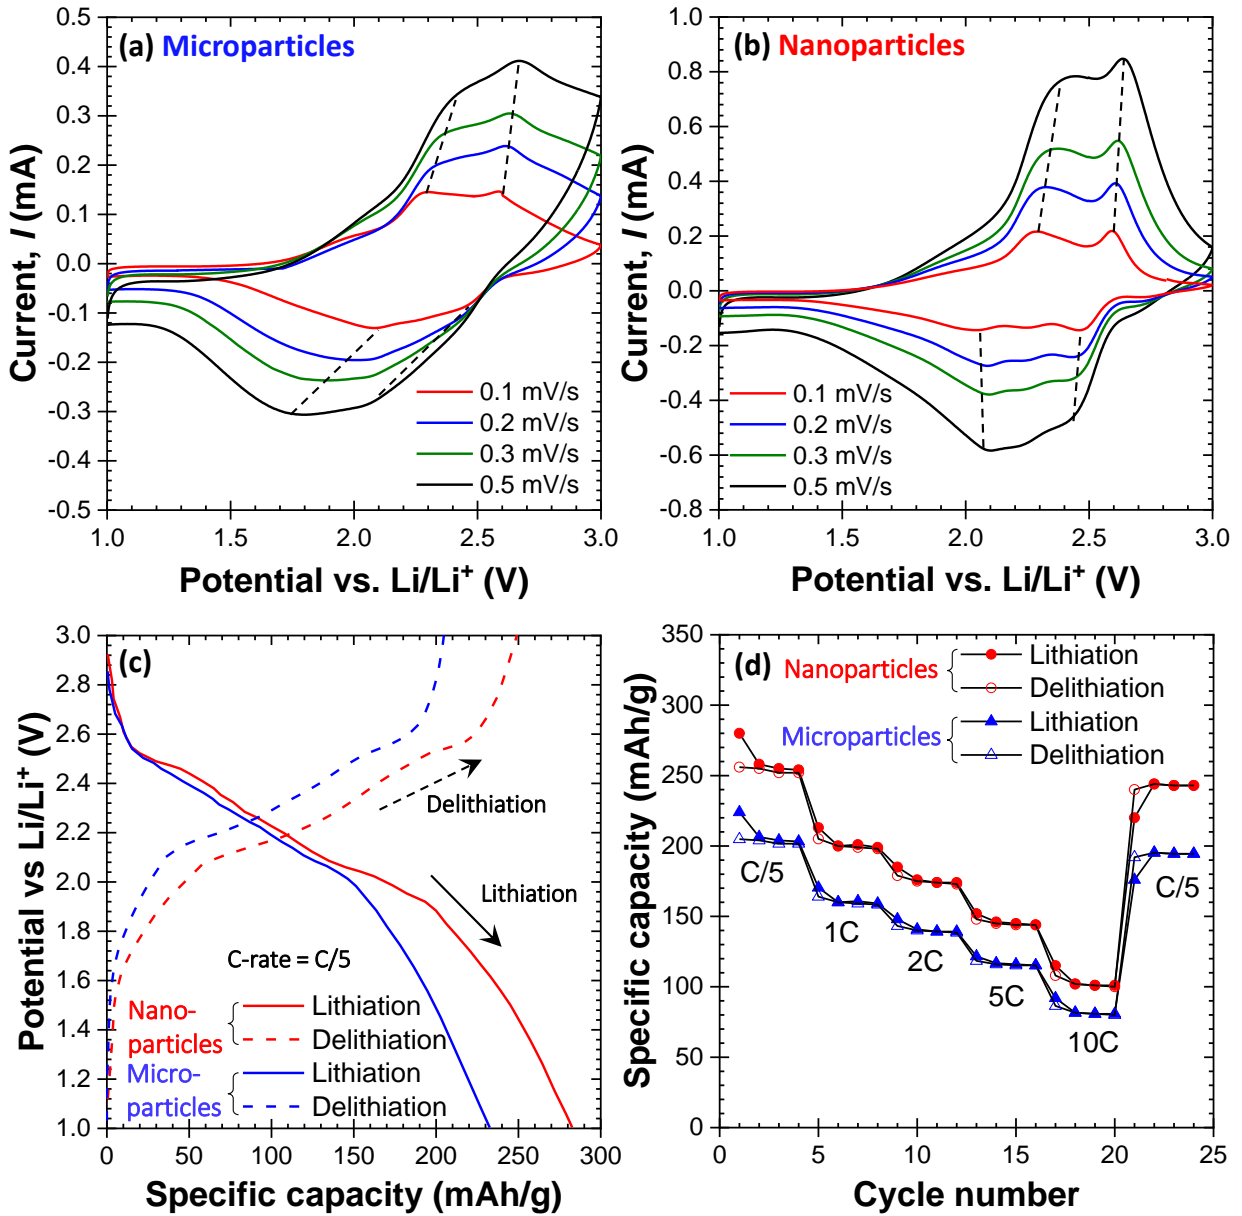 (a) Microparticles
0.5
0.4
0.3
0.2
0.1
0.0
-0.1
-0.2
-0.3
-0.4
-0.5
Current, I (mA)
0.1 mV/s
0.2 mV/s
0.3 mV/s
0.5 mV/s
1.0 1.5 2.0 2.5 3.0
Potential vs. Li/Li⁺ (V)
(b) Nanoparticles
1.0
0.8
0.6
0.4
0.2
0.0
-0.2
-0.4
-0.6
-0.8
Current, I (mA)
0.1 mV/s
0.2 mV/s
0.3 mV/s
0.5 mV/s
1.0 1.5 2.0 2.5 3.0
Potential vs. Li/Li⁺ (V)
(c)
3.0
2.8
2.6
2.4
2.2
2.0
1.8
1.6
1.4
1.2
1.0
Potential vs Li/Li⁺ (V)
Delithiation
Lithiation
C-rate = C/5
Nano-
particles
Lithiation
Delithiation
Micro-
particles
Lithiation
Delithiation
0 50 100 150 200 250 300
Specific capacity (mAh/g)
(d)
350
300
250
200
150
100
50
0
Specific capacity (mAh/g)
Nanoparticles
Lithiation
Delithiation
Microparticles
Lithiation
Delithiation
C/5
1C
2C
5C
10C
C/5
0 5 10 15 20 25
Cycle number